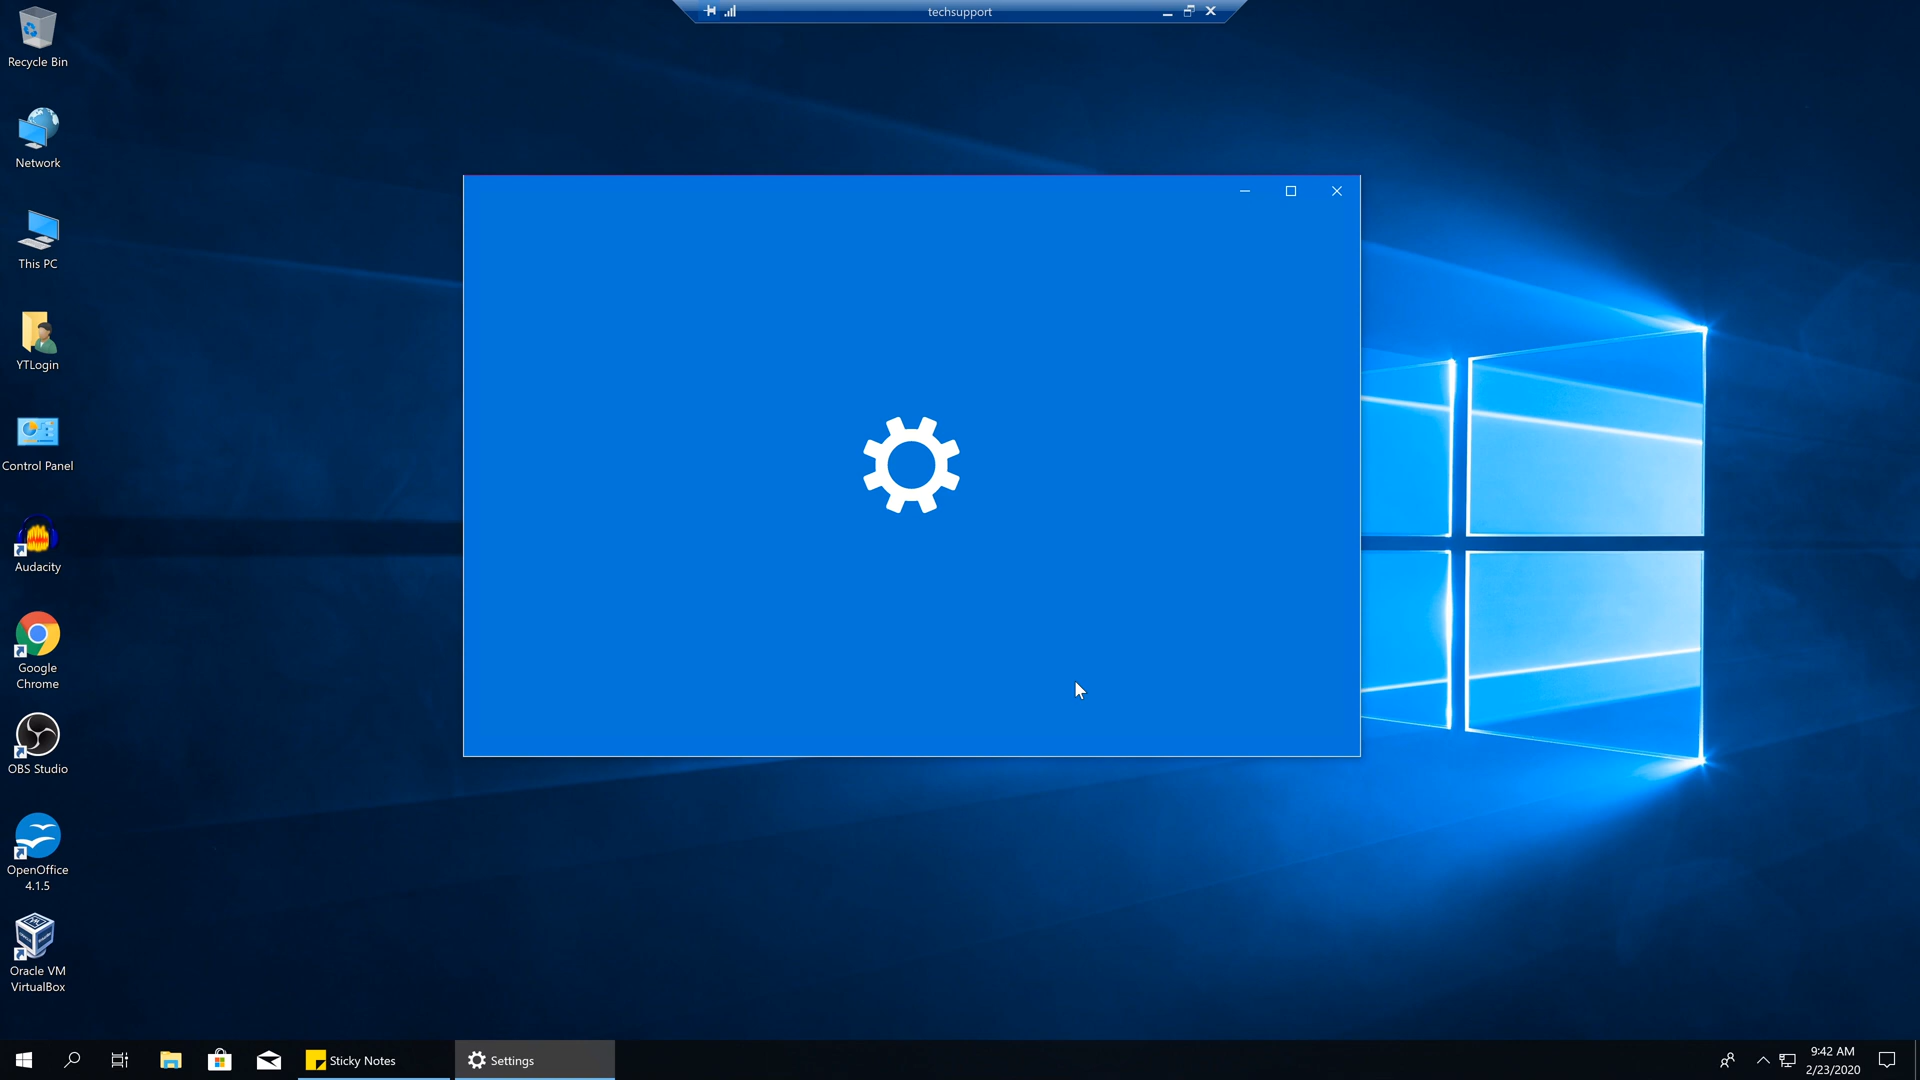 techsupport
Recycle Bin
Network
This PC
YTLogin
Control Panel
Audacity
Google
Chrome
OBS Studio
OpenOffice
4.1.5
Oracle VM
VirtualBox
Sticky Notes
Settings
9:42 AM
2/23/2020